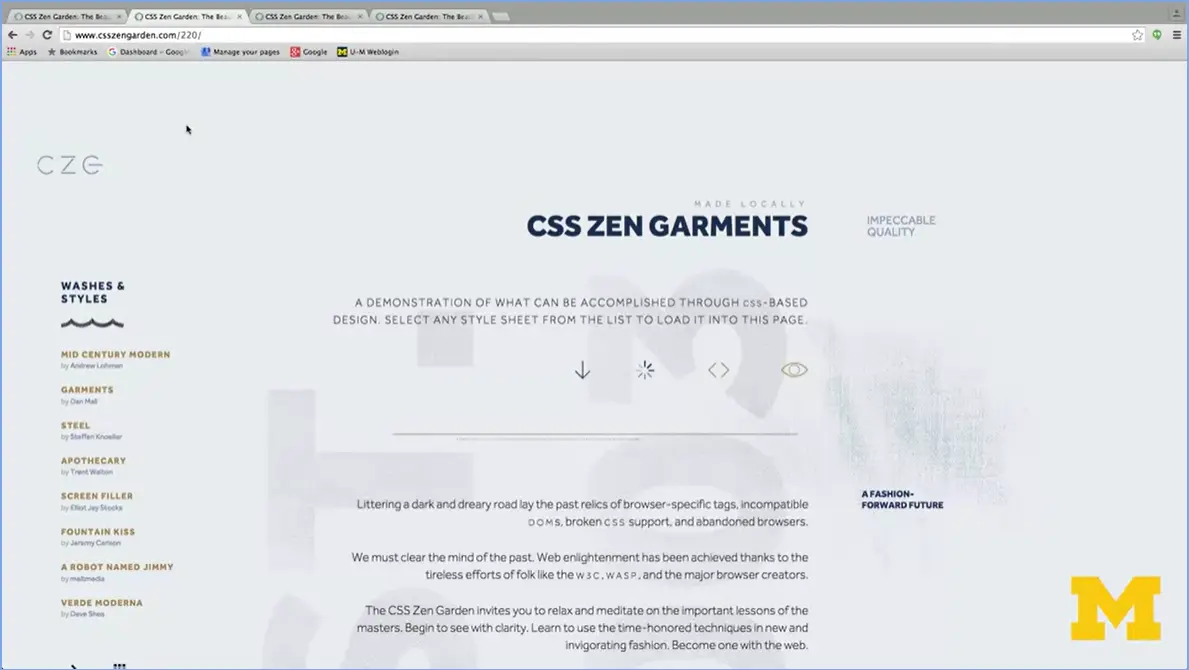 CSS Zen Garden: The Beau
CSS Zen Garden: The Beau
CSS Zen Garden: The Beau
CSS Zen Garden: The Beau
www.csszengarden.com/220/
Apps Bookmarks Dashboard – Googl Manage your pages Google U-M Weblogin
CZG
MADE LOCALLY
CSS ZEN GARMENTS
IMPECCABLE
QUALITY
WASHES &
STYLES
A DEMONSTRATION OF WHAT CAN BE ACCOMPLISHED THROUGH CSS-BASED
DESIGN. SELECT ANY STYLE SHEET FROM THE LIST TO LOAD IT INTO THIS PAGE.
MID CENTURY MODERN
by Andrew Lohman
GARMENTS
by Dan Mall
STEEL
by Steffen Knoeller
APOTHECARY
by Trent Walton
SCREEN FILLER
by Elliot Jay Stocks
FOUNTAIN KISS
by Jeremy Carlson
A ROBOT NAMED JIMMY
by meltmedia
VERDE MODERNA
by Dave Shea
Littering a dark and dreary road lay the past relics of browser-specific tags, incompatible
DOMs, broken CSS support, and abandoned browsers.
We must clear the mind of the past. Web enlightenment has been achieved thanks to the
tireless efforts of folk like the W3C, WASP, and the major browser creators.
The CSS Zen Garden invites you to relax and meditate on the important lessons of the
masters. Begin to see with clarity. Learn to use the time-honored techniques in new and
invigorating fashion. Become one with the web.
A FASHION-
FORWARD FUTURE
M